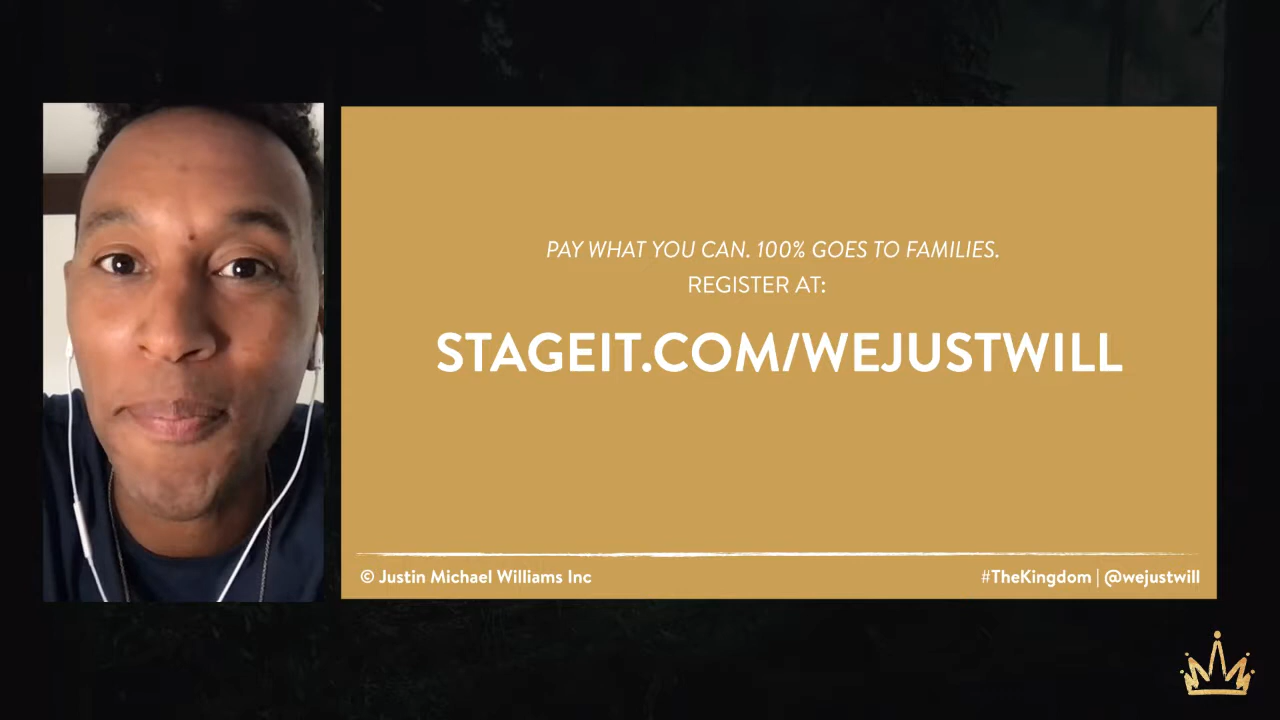 PAY WHAT YOU CAN. 100% GOES TO FAMILIES.
REGISTER AT:
STAGEIT.COM/WEJUSTWILL
© Justin Michael Williams Inc
#TheKingdom | @wejustwill